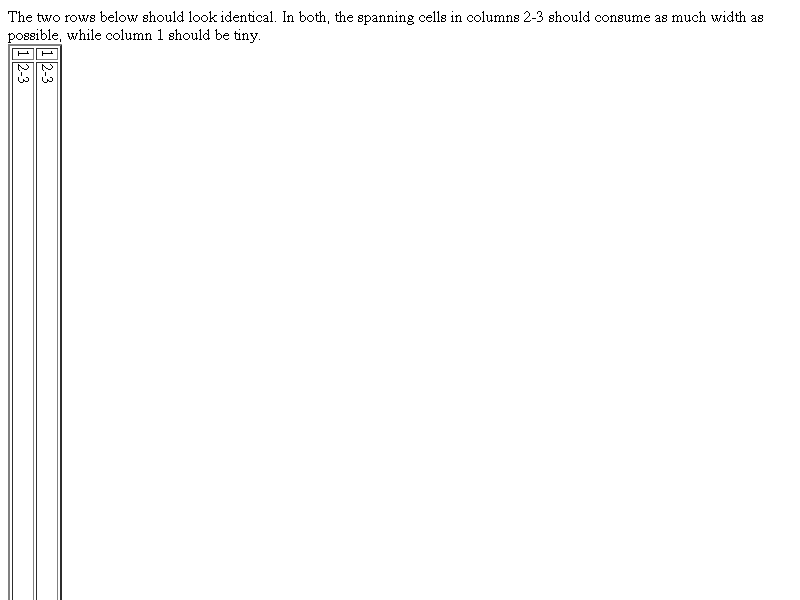 The two rows below should look identical. In both, the spanning cells in columns 2-3 should consume as much width as
possible, while column 1 should be tiny.
1 2-3
1 2-3